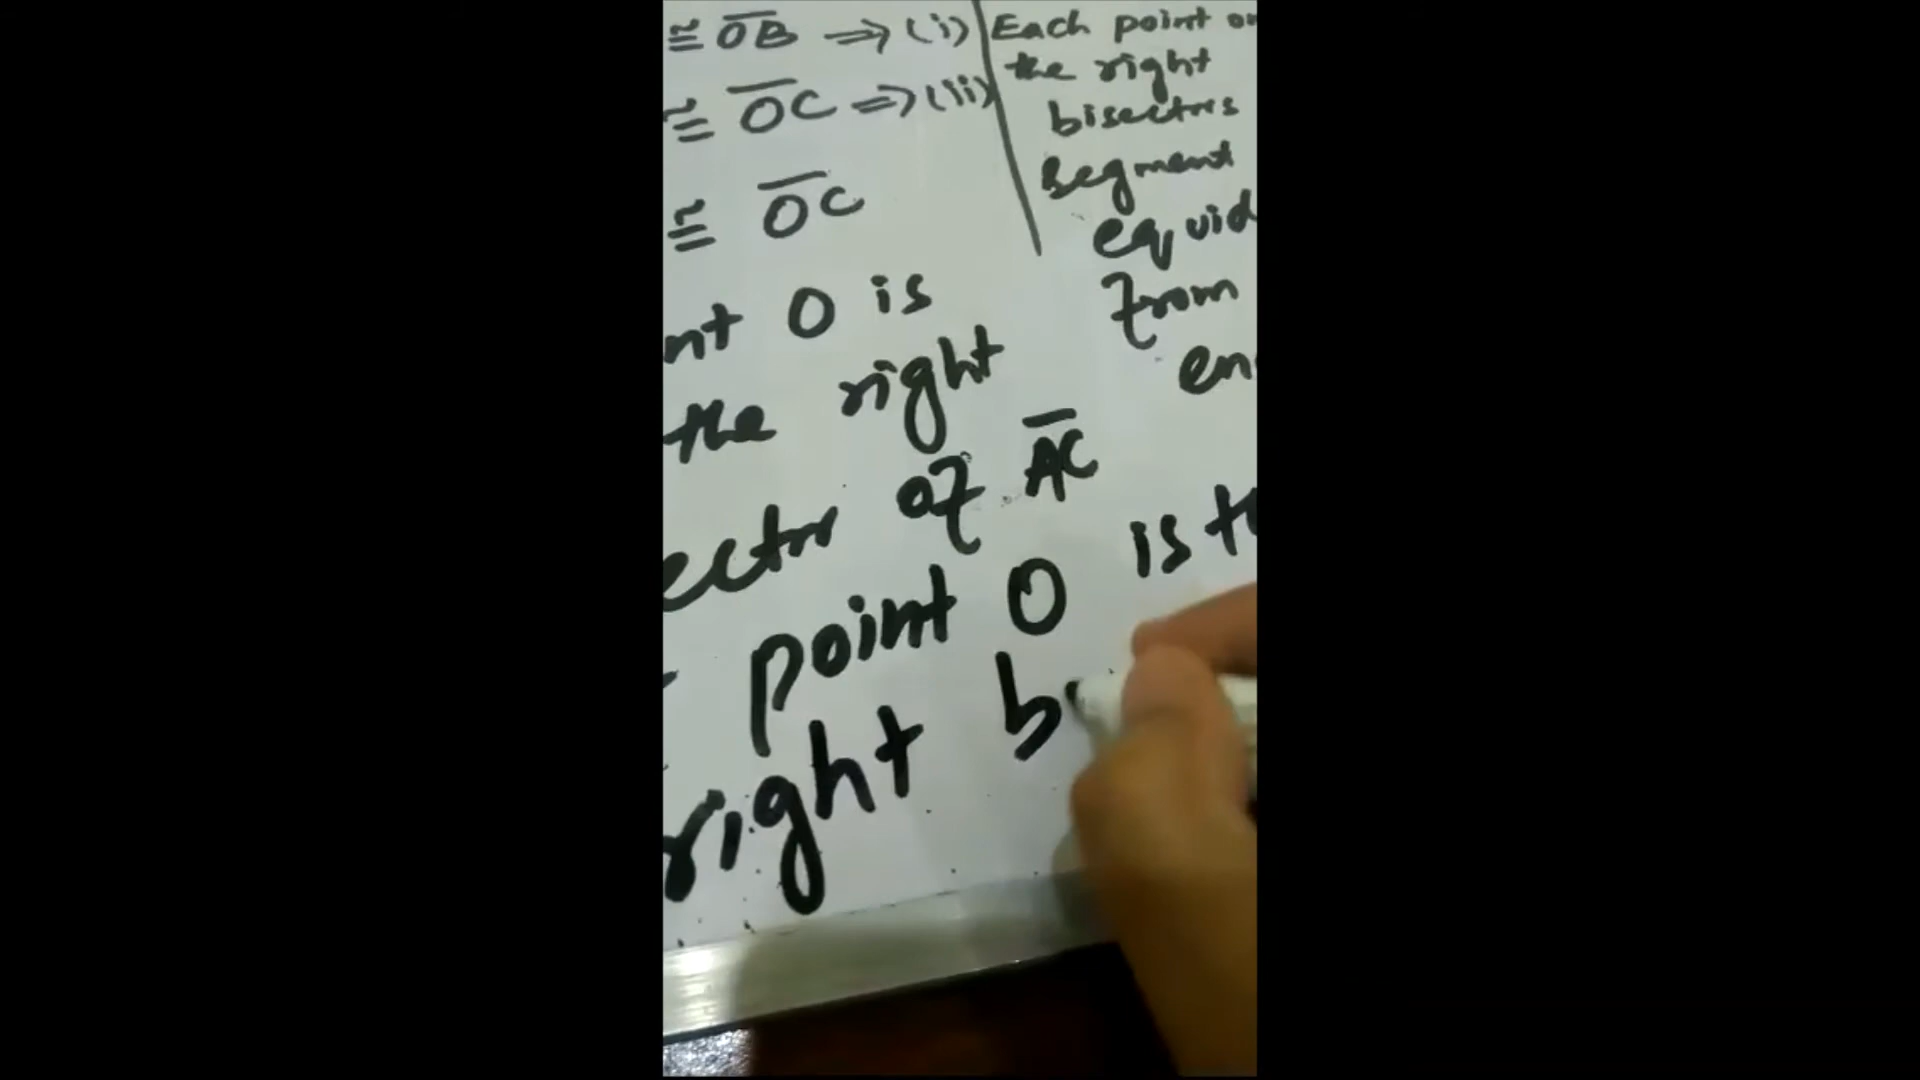 ≅ OB ⇒ (i)
≅ OC ⇒ (ii)
≅ OC
nt O is
the right
ector of AC
point O is t
right b
Each point on
the right
bisectors
segment
equid
from
en